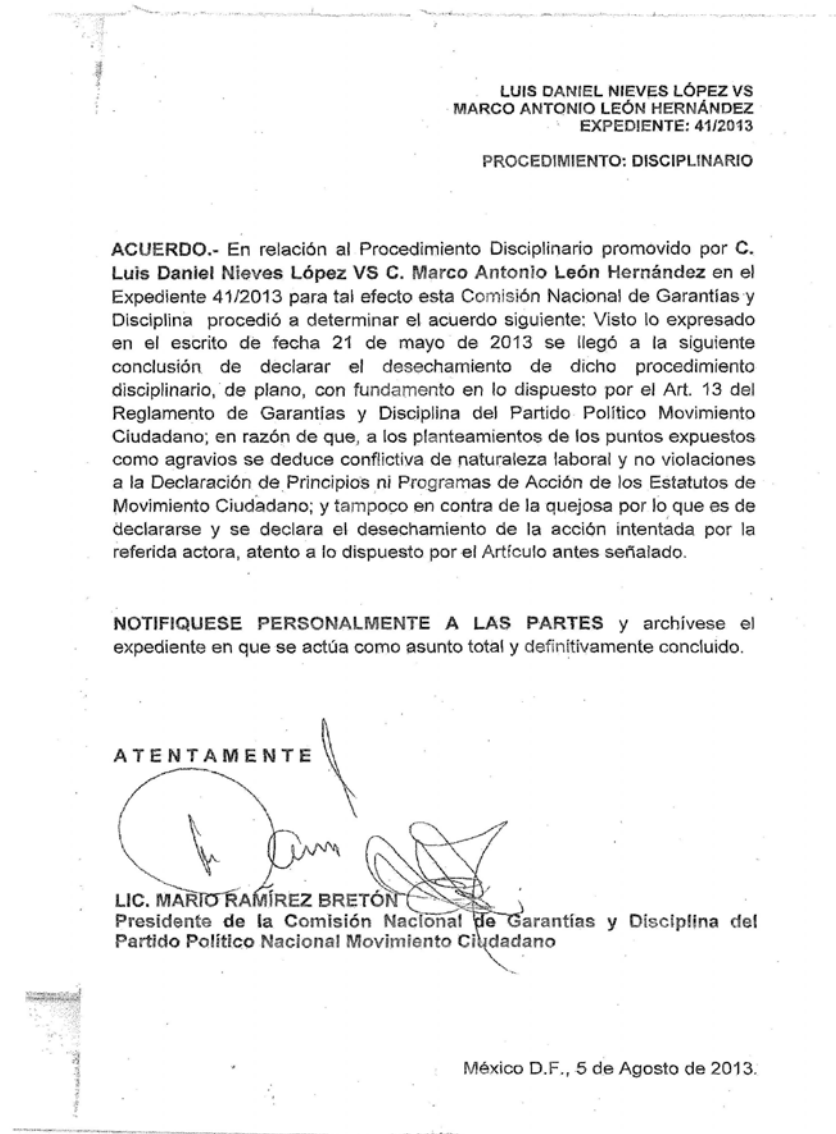 LUIS DANIEL NIEVES LÓPEZ VS
MARCO ANTONIO LEÓN HERNÁNDEZ
EXPEDIENTE: 41/2013
PROCEDIMIENTO: DISCIPLINARIO
ACUERDO.- En relación al Procedimiento Disciplinario promovido por C.
Luis Daniel Nieves López VS C. Marco Antonio León Hernández en el
Expediente 41/2013 para tal efecto esta Comisión Nacional de Garantías y
Disciplina procedió a determinar el acuerdo siguiente: Visto lo expresado
en el escrito de fecha 21 de mayo de 2013 se llegó a la siguiente
conclusión de declarar el desechamiento de dicho procedimiento
disciplinario, de plano, con fundamento en lo dispuesto por el Art. 13 del
Reglamento de Garantías y Disciplina del Partido Político Movimiento
Ciudadano; en razón de que, a los planteamientos de los puntos expuestos
como agravios se deduce conflictiva de naturaleza laboral y no violaciones
a la Declaración de Principios ni Programas de Acción de los Estatutos de
Movimiento Ciudadano; y tampoco en contra de la quejosa por lo que es de
declararse y se declara el desechamiento de la acción intentada por la
referida actora, atento a lo dispuesto por el Artículo antes señalado.
NOTIFIQUESE PERSONALMENTE A LAS PARTES y archívese el
expediente en que se actúa como asunto total y definitivamente concluido.
ATENTAMENTE
LIC. MARIO RAMÍREZ BRETÓN
Presidente de la Comisión Nacional de Garantías y Disciplina del
Partido Político Nacional Movimiento Ciudadano
México D.F., 5 de Agosto de 2013.